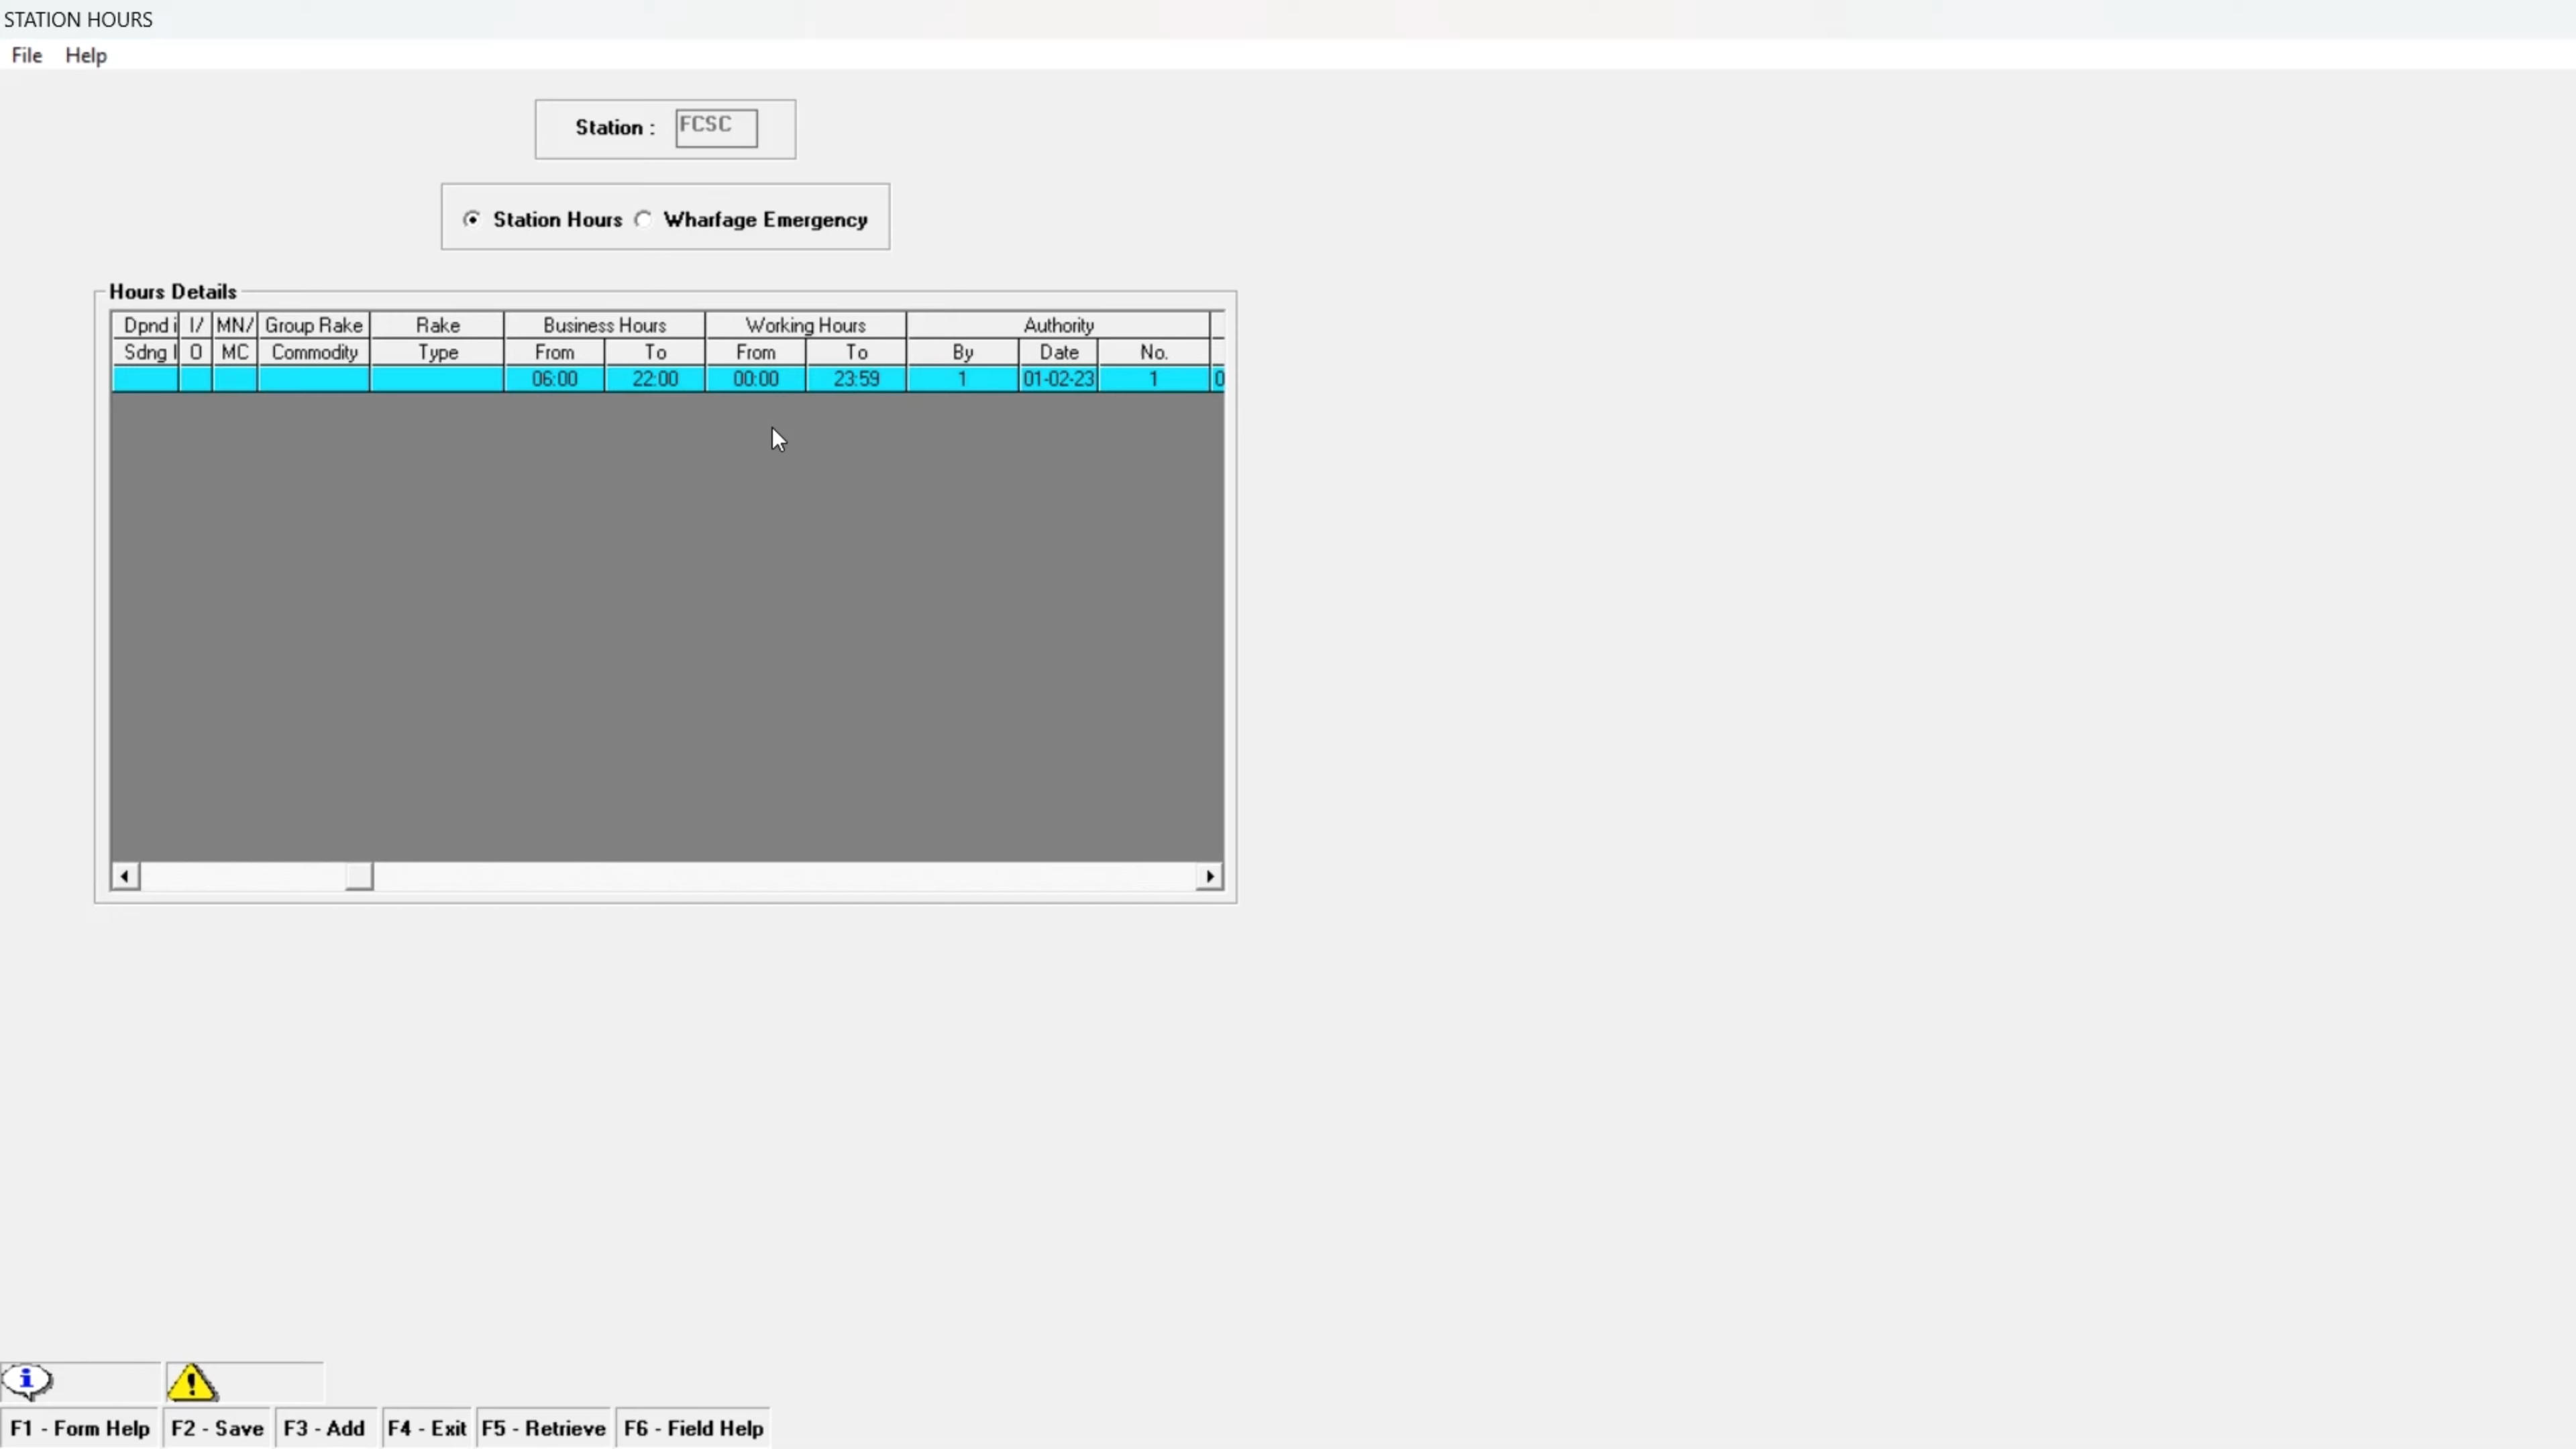 STATION HOURS
File Help
Station : FCSC
Station Hours Wharfage Emergency
Hours Details
Dpnd i I/ MN/ Group Rake Rake Business Hours Working Hours Authority
Sdng I O MC Commodity Type From To From To By Date No.
06:00 22:00 00:00 23:59 1 01-02-23 1 0
F1 - Form Help F2 - Save F3 - Add F4 - Exit F5 - Retrieve F6 - Field Help